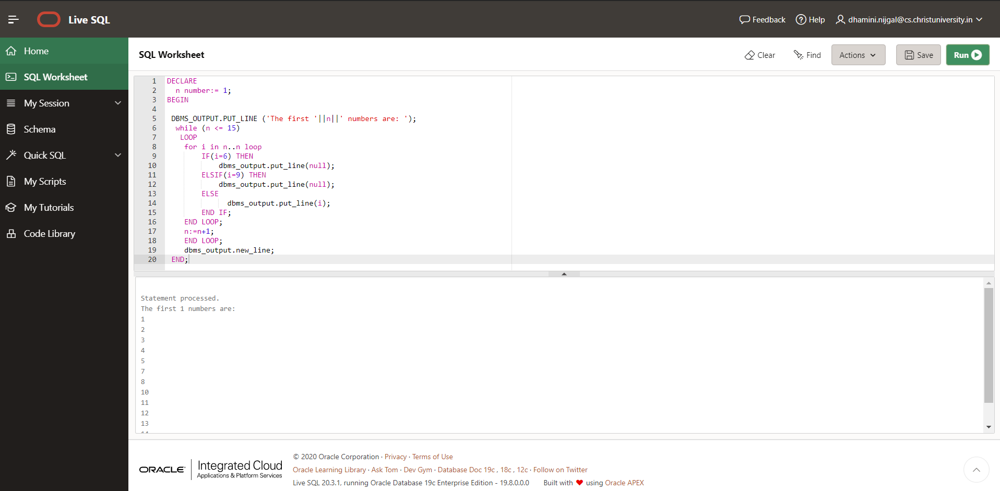 Live SQL
Feedback Help dhamini.nijgal@cs.christuniversity.in
Home
SQL Worksheet
My Session
Schema
Quick SQL
My Scripts
My Tutorials
Code Library
SQL Worksheet
Clear Find Actions Save Run
1 DECLARE
2 n number:= 1;
3 BEGIN
4
5 DBMS_OUTPUT.PUT_LINE ('The first '||n||' numbers are: ');
6 while (n <= 15)
7 LOOP
8 for i in n..n loop
9 IF(i=6) THEN
10 dbms_output.put_line(null);
11 ELSIF(i=9) THEN
12 dbms_output.put_line(null);
13 ELSE
14 dbms_output.put_line(i);
15 END IF;
16 END LOOP;
17 n:=n+1;
18 END LOOP;
19 dbms_output.new_line;
20 END;
Statement processed.
The first 1 numbers are:
1
2
3
4
5
7
8
10
11
12
13
14
ORACLE Integrated Cloud
Applications & Platform Services
© 2020 Oracle Corporation · Privacy · Terms of Use
Oracle Learning Library · Ask Tom · Dev Gym · Database Doc 19c , 18c , 12c · Follow on Twitter
Live SQL 20.3.1, running Oracle Database 19c Enterprise Edition - 19.8.0.0.0 Built with ❤ using Oracle APEX